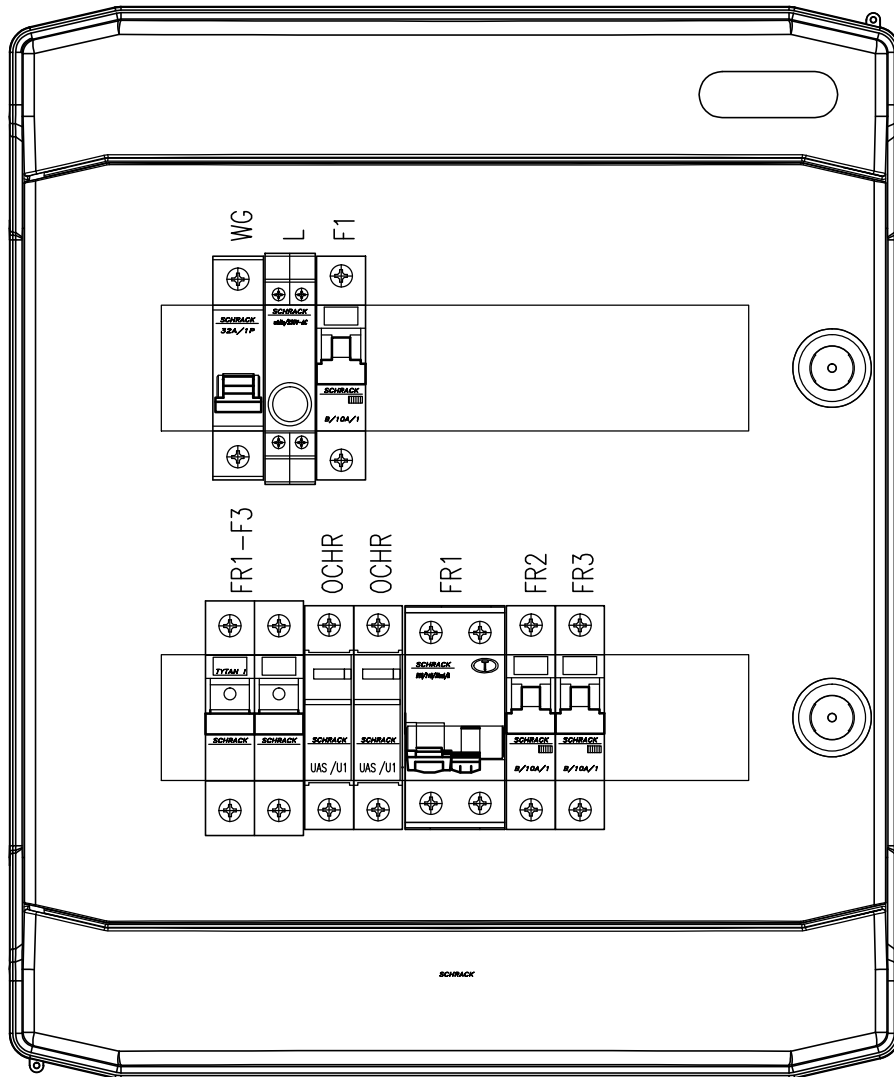 WG
L
F1
SCHRACK
32A/1P
SCHRACK
SCHRACK
B/10A/1
FR1-F3
OCHR
OCHR
FR1
FR2
FR3
TYTAN I
SCHRACK
SCHRACK
SCHRACK
UAS /U1
SCHRACK
UAS /U1
SCHRACK
SCHRACK
B/10A/1
SCHRACK
B/10A/1
SCHRACK